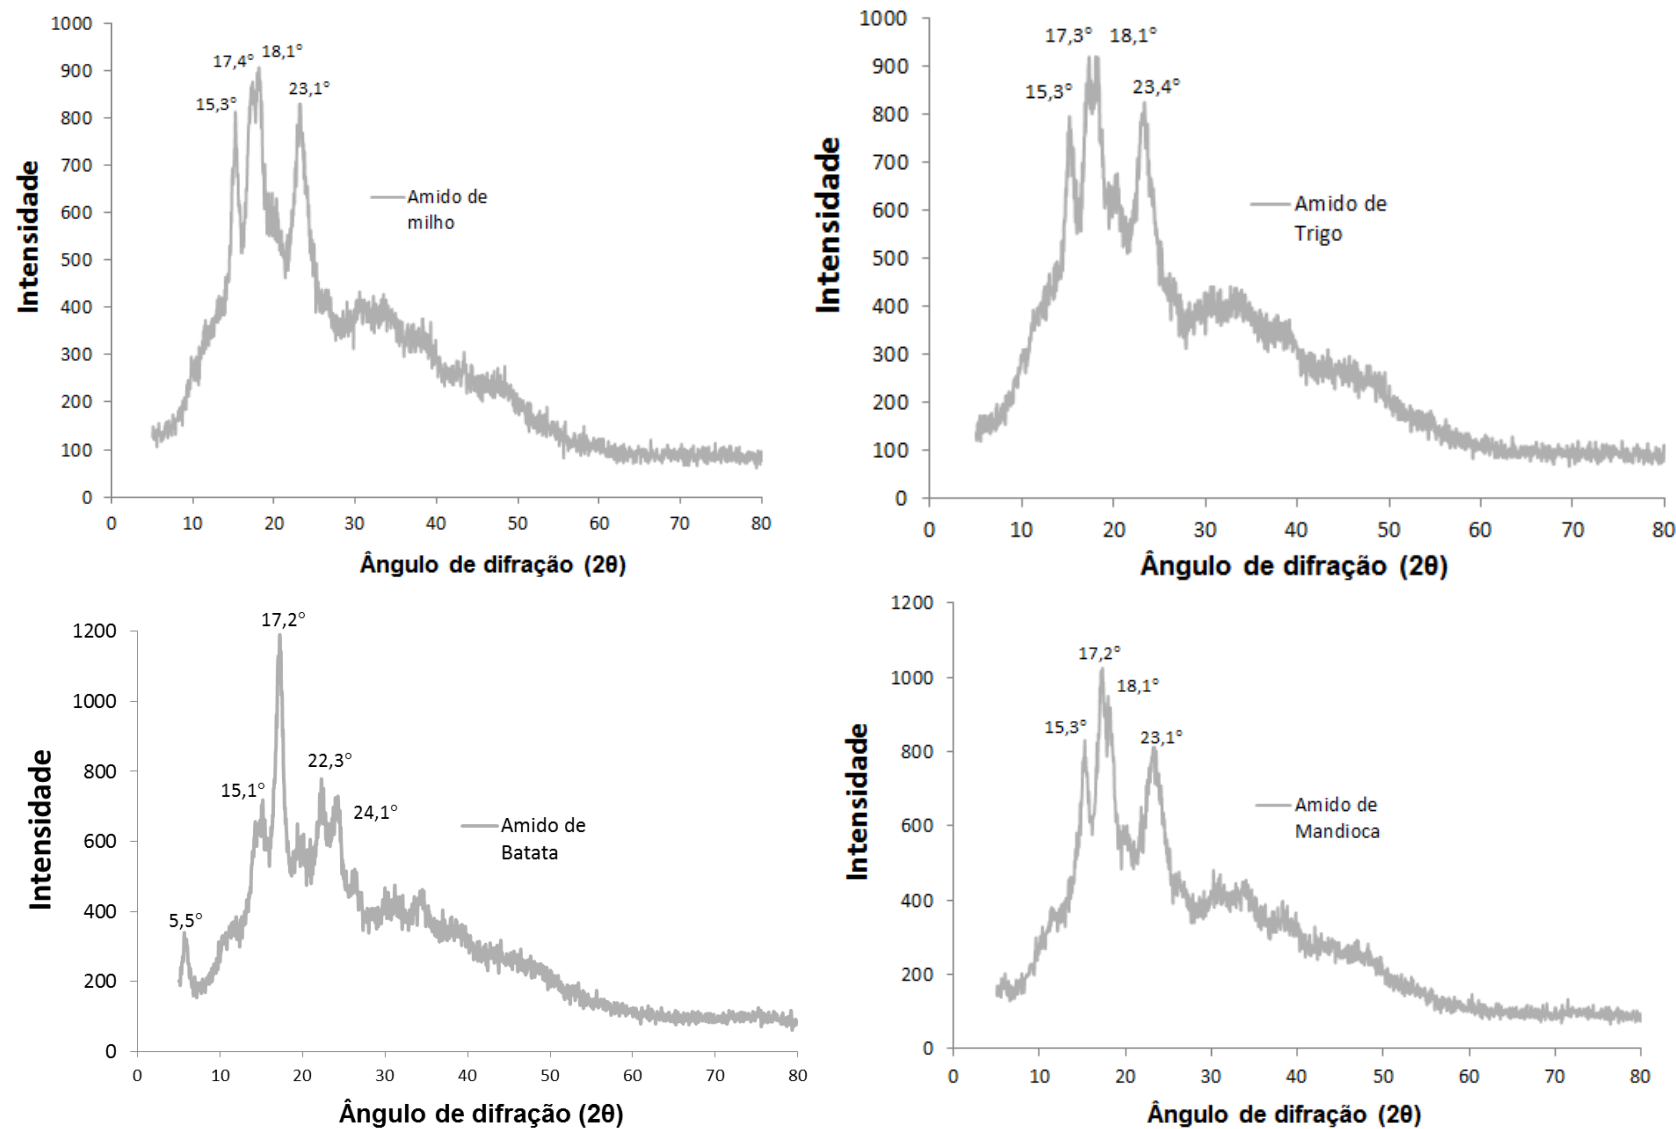 1000
900
800
700
600
500
400
300
200
100
0
17,4° 18,1°
15,3° 23,1°
Amido de
milho
Intensidade
0 10 20 30 40 50 60 70 80
Ângulo de difração (2θ)
1000
900
800
700
600
500
400
300
200
100
0
17,3° 18,1°
15,3° 23,4°
Amido de
Trigo
Intensidade
0 10 20 30 40 50 60 70 80
Ângulo de difração (2θ)
1200
1000
800
600
400
200
0
17,2°
22,3°
15,1°
24,1°
5,5°
Amido de
Batata
Intensidade
0 10 20 30 40 50 60 70 80
Ângulo de difração (2θ)
1200
1000
800
600
400
200
0
17,2°
18,1°
15,3°
23,1°
Amido de
Mandioca
Intensidade
0 10 20 30 40 50 60 70 80
Ângulo de difração (2θ)